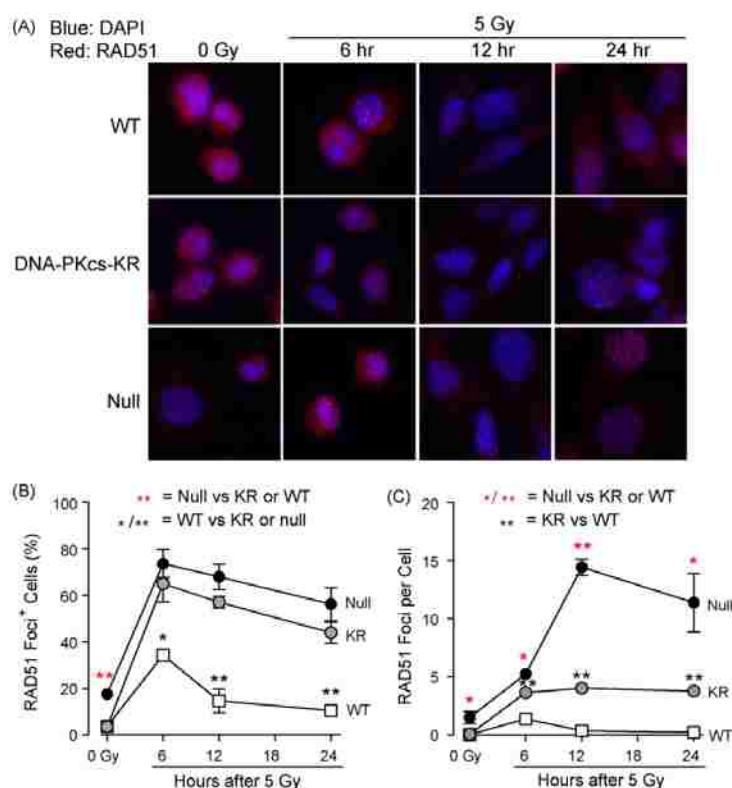 (A) Blue: DAPI 5 Gy
Red: RAD51 0 Gy 6 hr 12 hr 24 hr
WT
DNA-PKcs-KR
Null
(B) ** = Null vs KR or WT
*/** = WT vs KR or null
100
80
60
40
20
0
RAD51 Foci⁺ Cells (%)
**
*
**
**
Null
KR
WT
0 Gy 6 12 24
Hours after 5 Gy
(C) */** = Null vs KR or WT
** = KR vs WT
20
15
10
5
0
RAD51 Foci per Cell
*
*
**
*
**
**
**
Null
KR
WT
0 Gy 6 12 24
Hours after 5 Gy